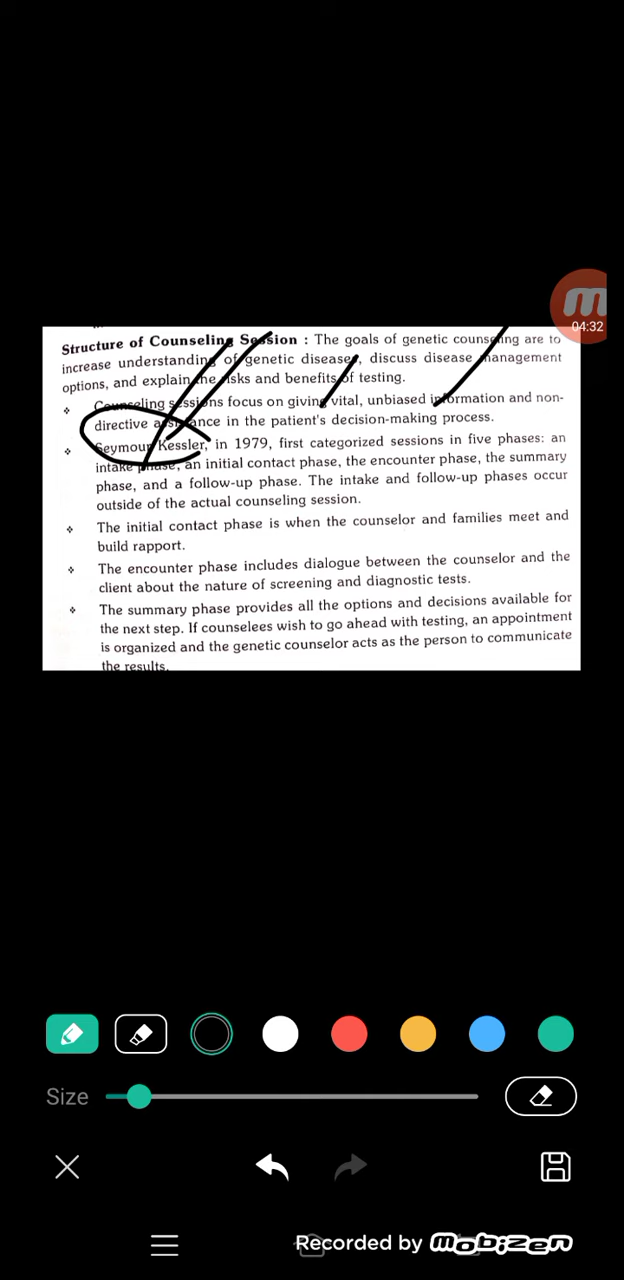 04:32
Structure of Counseling Session : The goals of genetic counseling are to
increase understanding of genetic diseases, discuss disease management
options, and explain the risks and benefits of testing.
❖ Counseling sessions focus on giving vital, unbiased information and non-
directive assistance in the patient's decision-making process.
❖ Seymour Kessler, in 1979, first categorized sessions in five phases: an
intake phase, an initial contact phase, the encounter phase, the summary
phase, and a follow-up phase. The intake and follow-up phases occur
outside of the actual counseling session.
❖ The initial contact phase is when the counselor and families meet and
build rapport.
❖ The encounter phase includes dialogue between the counselor and the
client about the nature of screening and diagnostic tests.
❖ The summary phase provides all the options and decisions available for
the next step. If counselees wish to go ahead with testing, an appointment
is organized and the genetic counselor acts as the person to communicate
the results.
Size
Recorded by mobizen